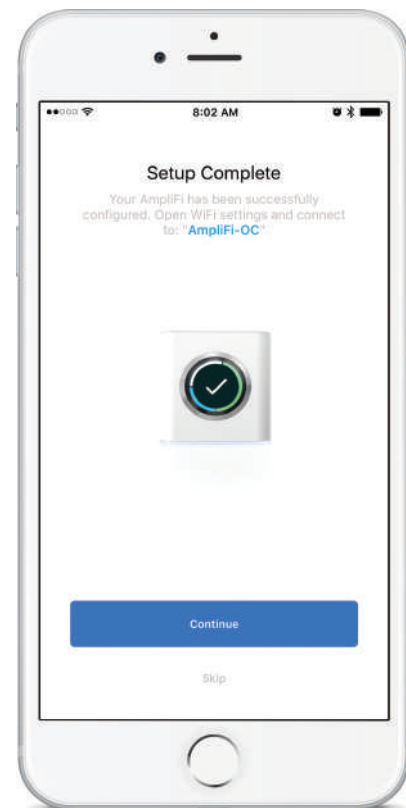 8:02 AM
Setup Complete
Your AmpliFi has been successfully
configured. Open WiFi settings and connect
to: "AmpliFi-OC"
Continue
Skip